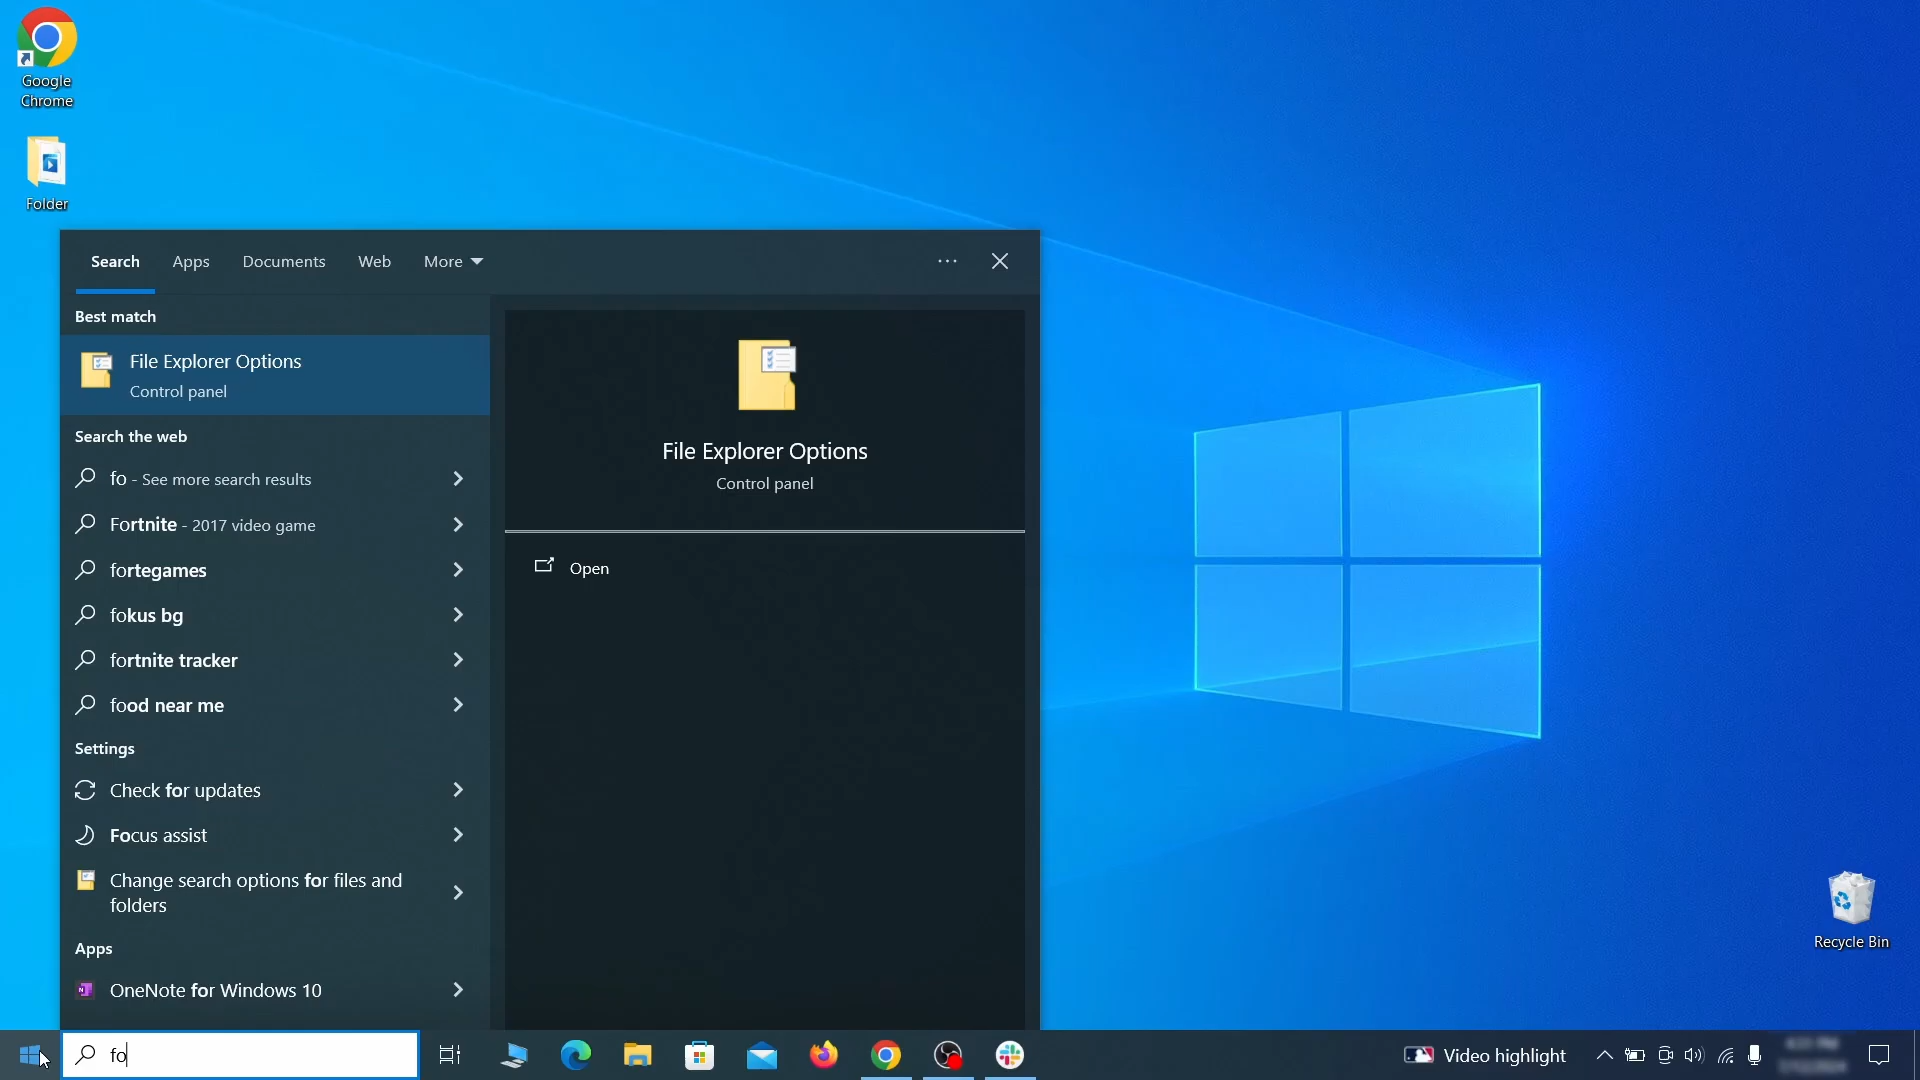 Google
Chrome
Folder
Search
Apps
Documents
Web
More
Best match
File Explorer Options
Control panel
Search the web
fo - See more search results
Fortnite - 2017 video game
fortegames
fokus bg
fortnite tracker
food near me
Settings
Check for updates
Focus assist
Change search options for files and
folders
Apps
OneNote for Windows 10
File Explorer Options
Control panel
Open
Recycle Bin
fo
Video highlight